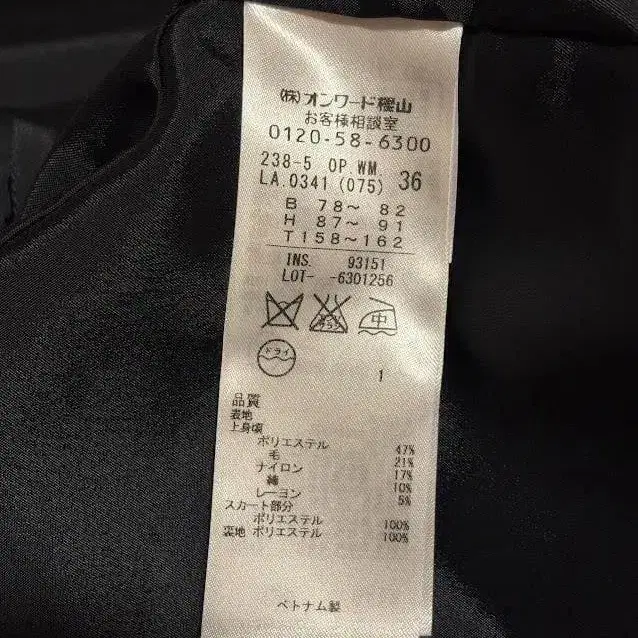 ㈱オンワード樫山
お客様相談室
0120-58-6300
238-5 OP.WM.
LA.0341 (075) 36
B 78～ 82
H 87～ 91
T158～162
INS. 93151
LOT- -6301256
中
ドライ
1
品質
表地
上身頃
ポリエステル 47%
毛 21%
ナイロン 17%
綿 10%
レーヨン 5%
スカート部分
ポリエステル 100%
裏地 ポリエステル 100%
ベトナム製